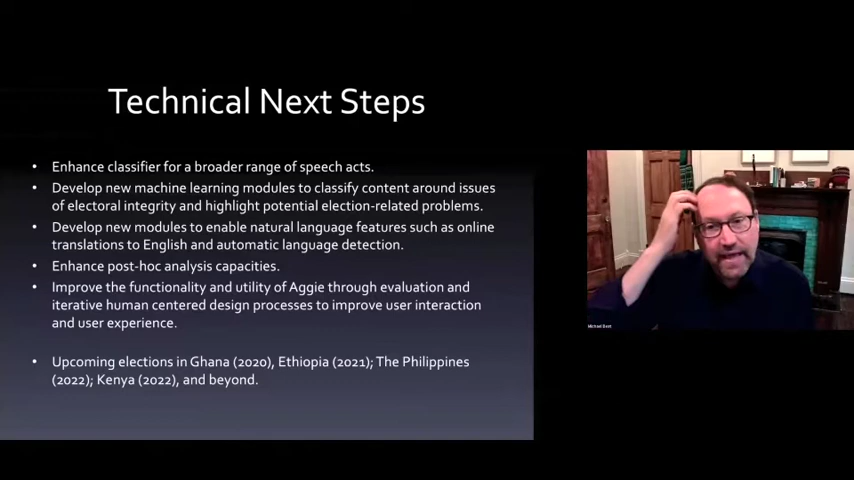 Technical Next Steps
• Enhance classifier for a broader range of speech acts.
• Develop new machine learning modules to classify content around issues
of electoral integrity and highlight potential election-related problems.
• Develop new modules to enable natural language features such as online
translations to English and automatic language detection.
• Enhance post-hoc analysis capacities.
• Improve the functionality and utility of Aggie through evaluation and
iterative human centered design processes to improve user interaction
and user experience.
• Upcoming elections in Ghana (2020), Ethiopia (2021); The Philippines
(2022); Kenya (2022), and beyond.
Michael Best